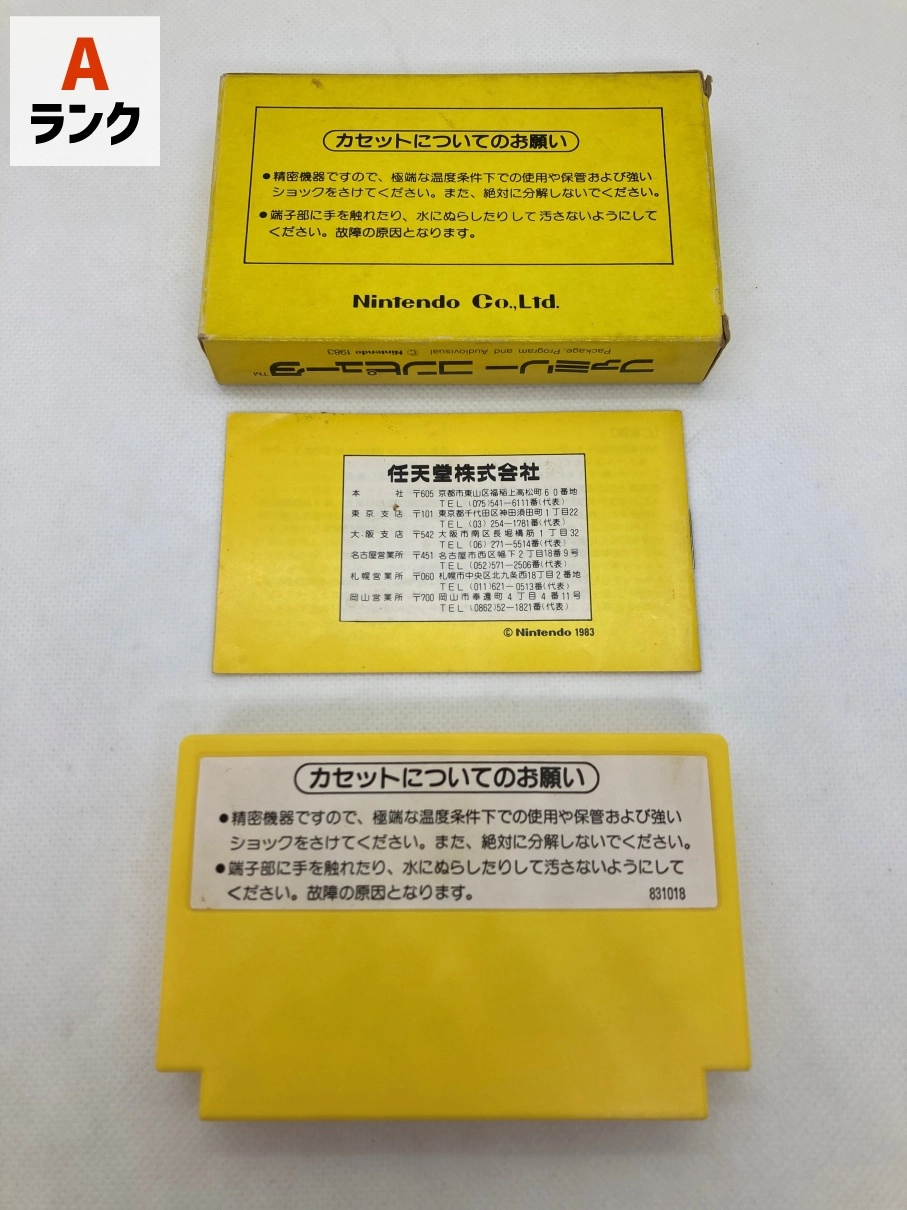 A
ランク
カセットについてのお願い
●精密機器ですので、極端な温度条件下での使用や保管および強い
ショックをさけてください。また、絶対に分解しないでください。
●端子部に手を触れたり、水にぬらしたりして汚さないようにして
ください。故障の原因となります。
Nintendo Co.,Ltd.
Package, Program and Audiovisual © Nintendo 1983
ファミリー コンピュータ™
任天堂株式会社
本 社 〒605 京都市東山区福稲上高松町60番地
TEL (075)541-6111番(代表)
東京支店 〒101 東京都千代田区神田須田町1丁目22
TEL (03) 254-1781番(代表)
大阪支店 〒542 大阪市南区長堀橋筋1丁目32
TEL (06) 271-5514番(代表)
名古屋営業所 〒451 名古屋市西区幅下2丁目18番9号
TEL (052)571-2506番(代表)
札幌営業所 〒060 札幌市中央区北九条西18丁目2番地
TEL (011)621-0513番(代表)
岡山営業所 〒700 岡山市奉還町4丁目4番11号
TEL (0862)52-1821番(代表)
© Nintendo 1983
カセットについてのお願い
●精密機器ですので、極端な温度条件下での使用や保管および強い
ショックをさけてください。また、絶対に分解しないでください。
●端子部に手を触れたり、水にぬらしたりして汚さないようにして
ください。故障の原因となります。
831018